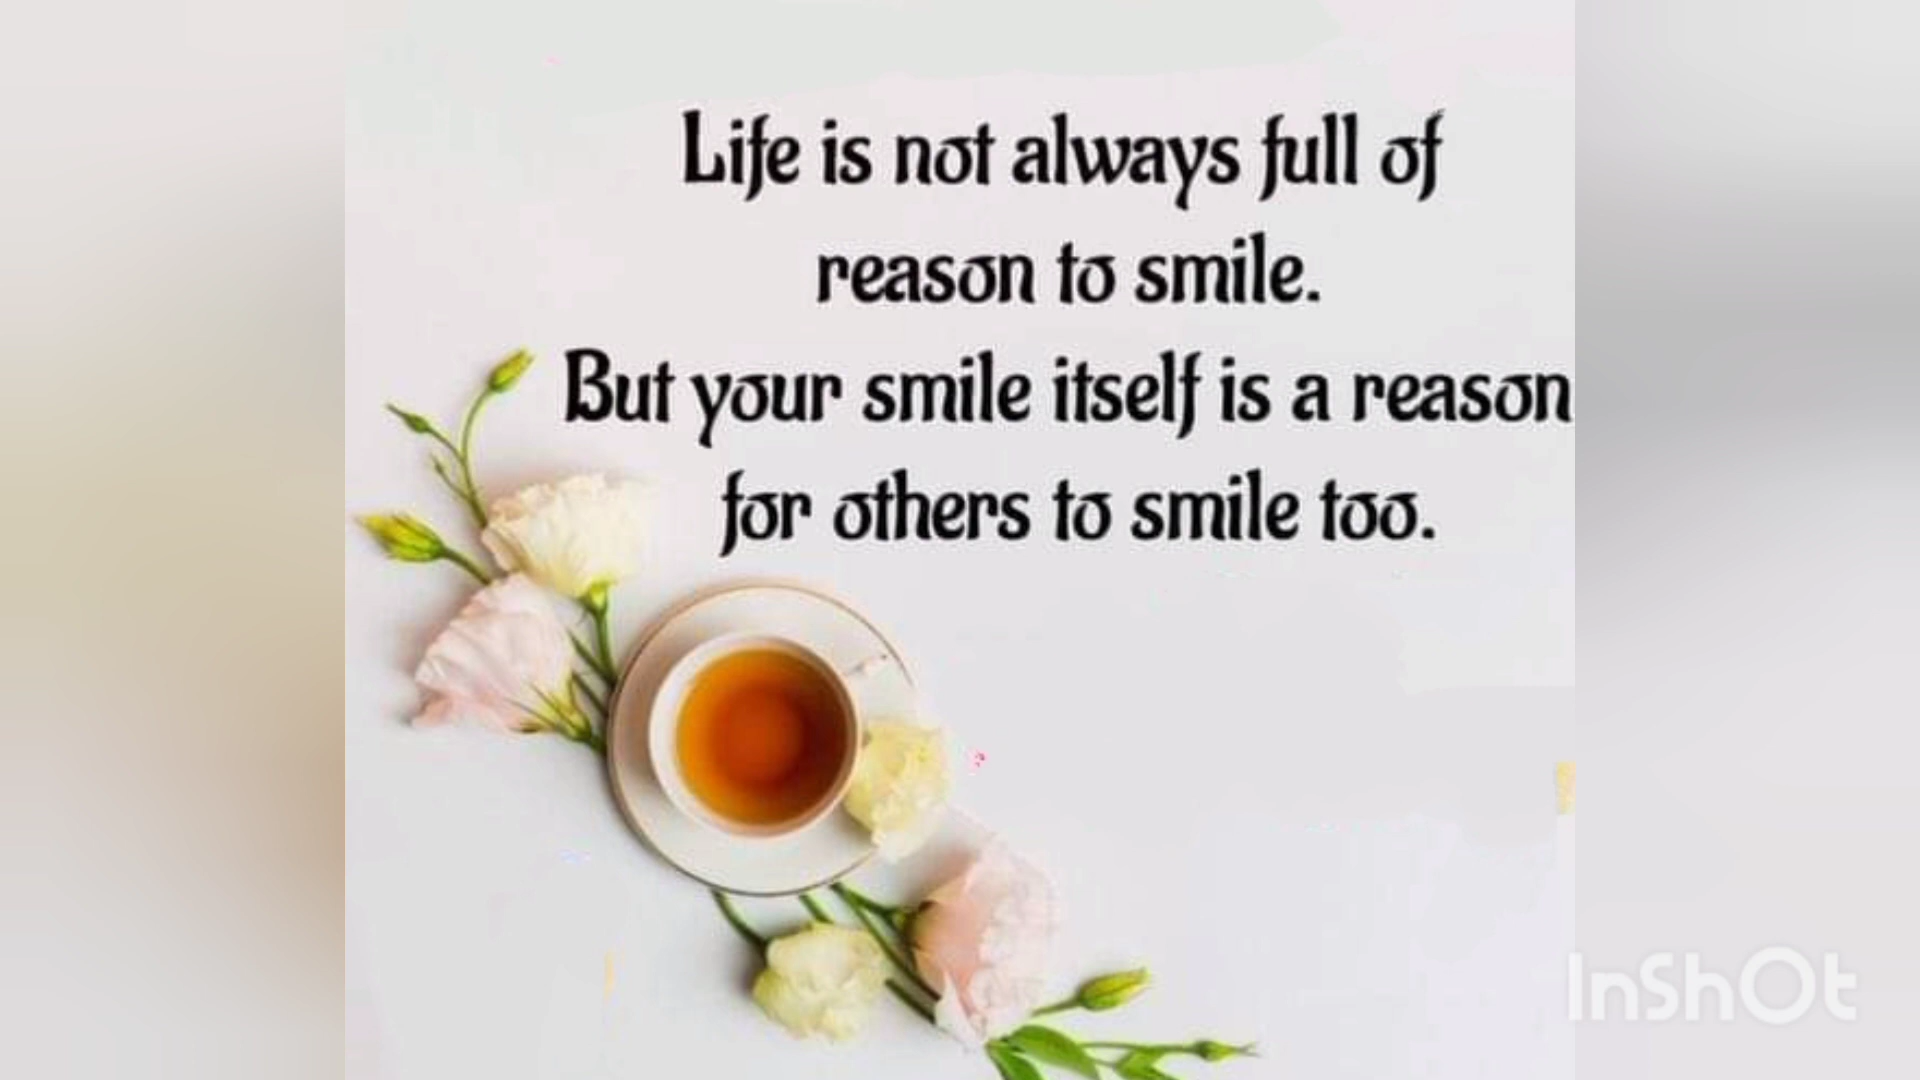 Life is not always full of
reason to smile.
But your smile itself is a reason
for others to smile too.
InShOt